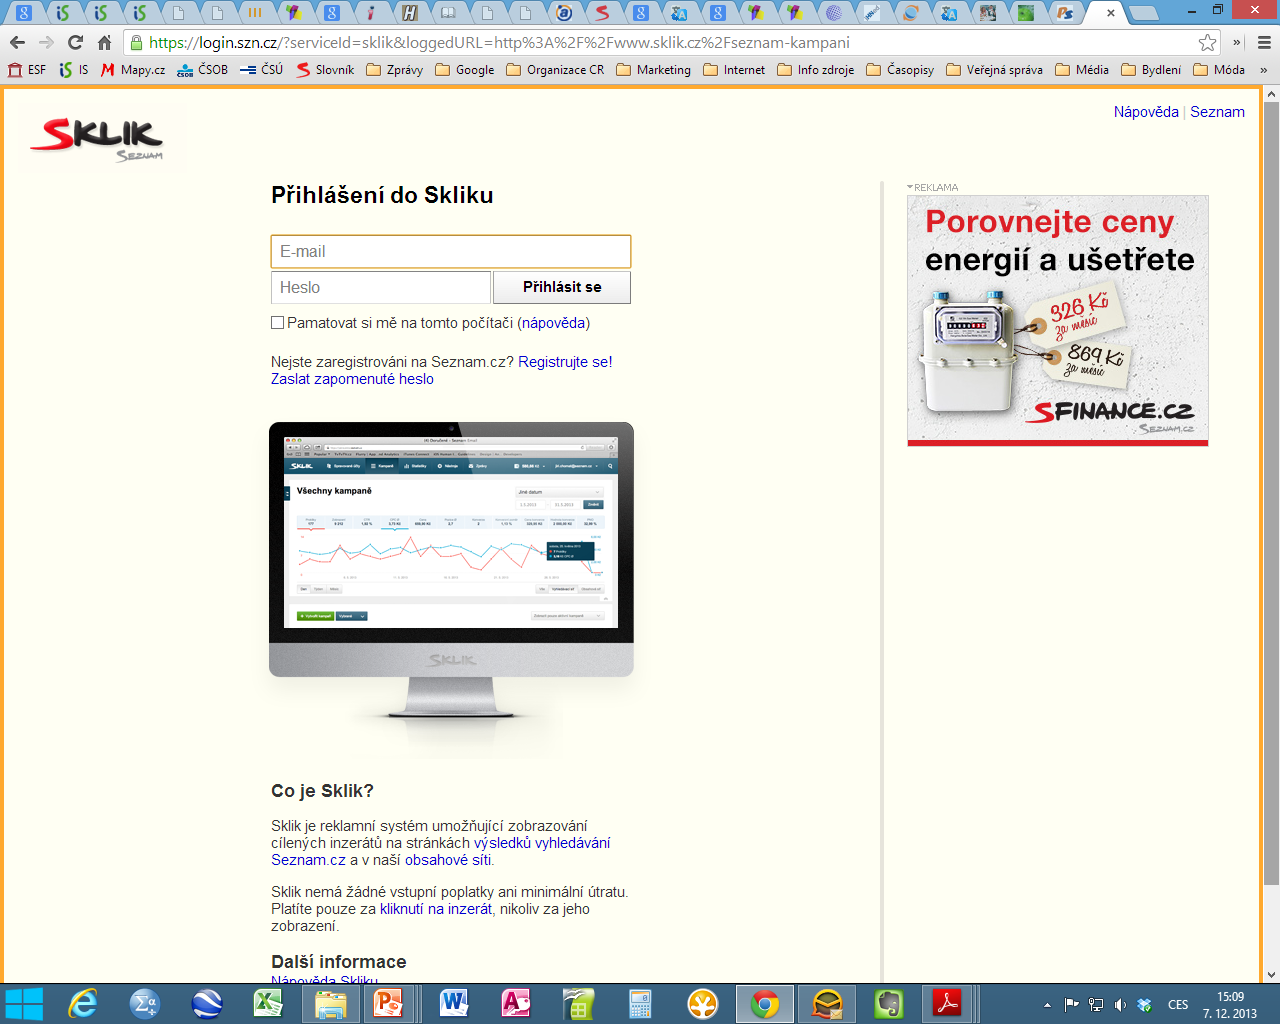 https://login.szn.cz/?serviceId=sklik&loggedURL=http%3A%2F%2Fwww.sklik.cz%2Fseznam-kampani
ESF IS Mapy.cz ČSOB ČSÚ Slovník Zprávy Google Organizace CR Marketing Internet Info zdroje Časopisy Veřejná správa Média Bydlení Móda »
SKLIK
SEZNAM
Nápověda | Seznam
Přihlášení do Skliku
E-mail
Heslo
Přihlásit se
Pamatovat si mě na tomto počítači (nápověda)
Nejste zaregistrováni na Seznam.cz? Registrujte se!
Zaslat zapomenuté heslo
REKLAMA
Porovnejte ceny
energií a ušetřete
326 Kč
za měsíc
869 Kč
za měsíc
SFINANCE.CZ
SEZNAM.CZ
SKLIK
Všechny kampaně
Jiné datum
SKLIK
Co je Sklik?
Sklik je reklamní systém umožňující zobrazování
cílených inzerátů na stránkách výsledků vyhledávání
Seznam.cz a v naší obsahové síti.
Sklik nemá žádné vstupní poplatky ani minimální útratu.
Platíte pouze za kliknutí na inzerát, nikoliv za jeho
zobrazení.
Další informace
Nápověda Skliku
CES
15:09
7. 12. 2013